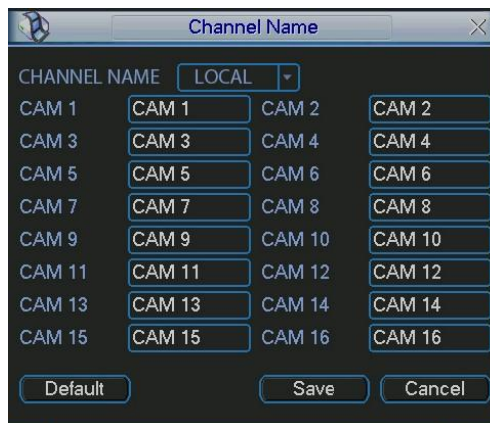 Channel Name
CHANNEL NAME LOCAL
CAM 1 CAM 1 CAM 2 CAM 2
CAM 3 CAM 3 CAM 4 CAM 4
CAM 5 CAM 5 CAM 6 CAM 6
CAM 7 CAM 7 CAM 8 CAM 8
CAM 9 CAM 9 CAM 10 CAM 10
CAM 11 CAM 11 CAM 12 CAM 12
CAM 13 CAM 13 CAM 14 CAM 14
CAM 15 CAM 15 CAM 16 CAM 16
Default Save Cancel